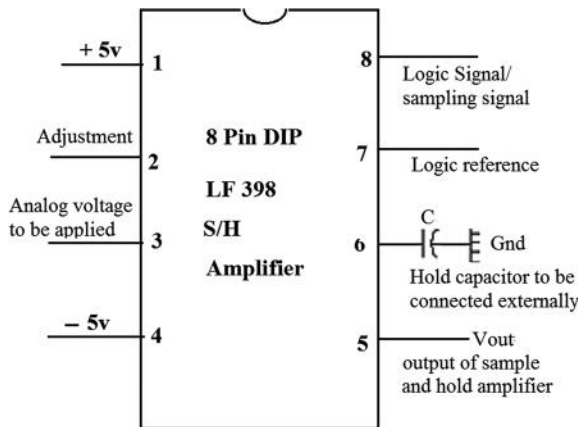 + 5v
1
Adjustment
2
Analog voltage
to be applied
3
– 5v
4
8 Pin DIP
LF 398
S/H
Amplifier
8
Logic Signal/
sampling signal
7
Logic reference
C
6
Gnd
Hold capacitor to be
connected externally
5
Vout
output of sample
and hold amplifier